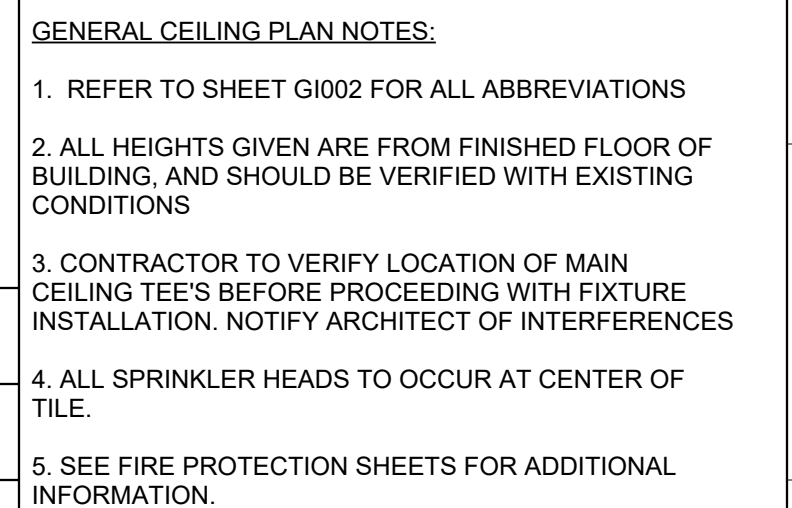 GENERAL CEILING PLAN NOTES:
1.  REFER TO SHEET GI002 FOR ALL ABBREVIATIONS
2. ALL HEIGHTS GIVEN ARE FROM FINISHED FLOOR OF
BUILDING, AND SHOULD BE VERIFIED WITH EXISTING
CONDITIONS
3. CONTRACTOR TO VERIFY LOCATION OF MAIN
CEILING TEE'S BEFORE PROCEEDING WITH FIXTURE
INSTALLATION. NOTIFY ARCHITECT OF INTERFERENCES
4. ALL SPRINKLER HEADS TO OCCUR AT CENTER OF
TILE.
5. SEE FIRE PROTECTION SHEETS FOR ADDITIONAL
INFORMATION.